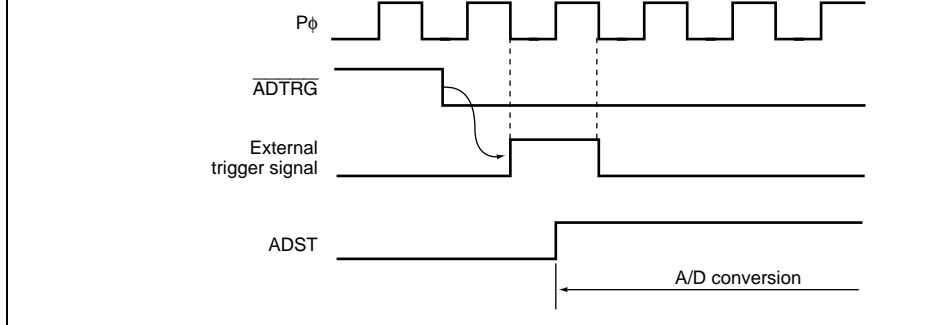 Pϕ
ADTRG
External
trigger signal
ADST
A/D conversion